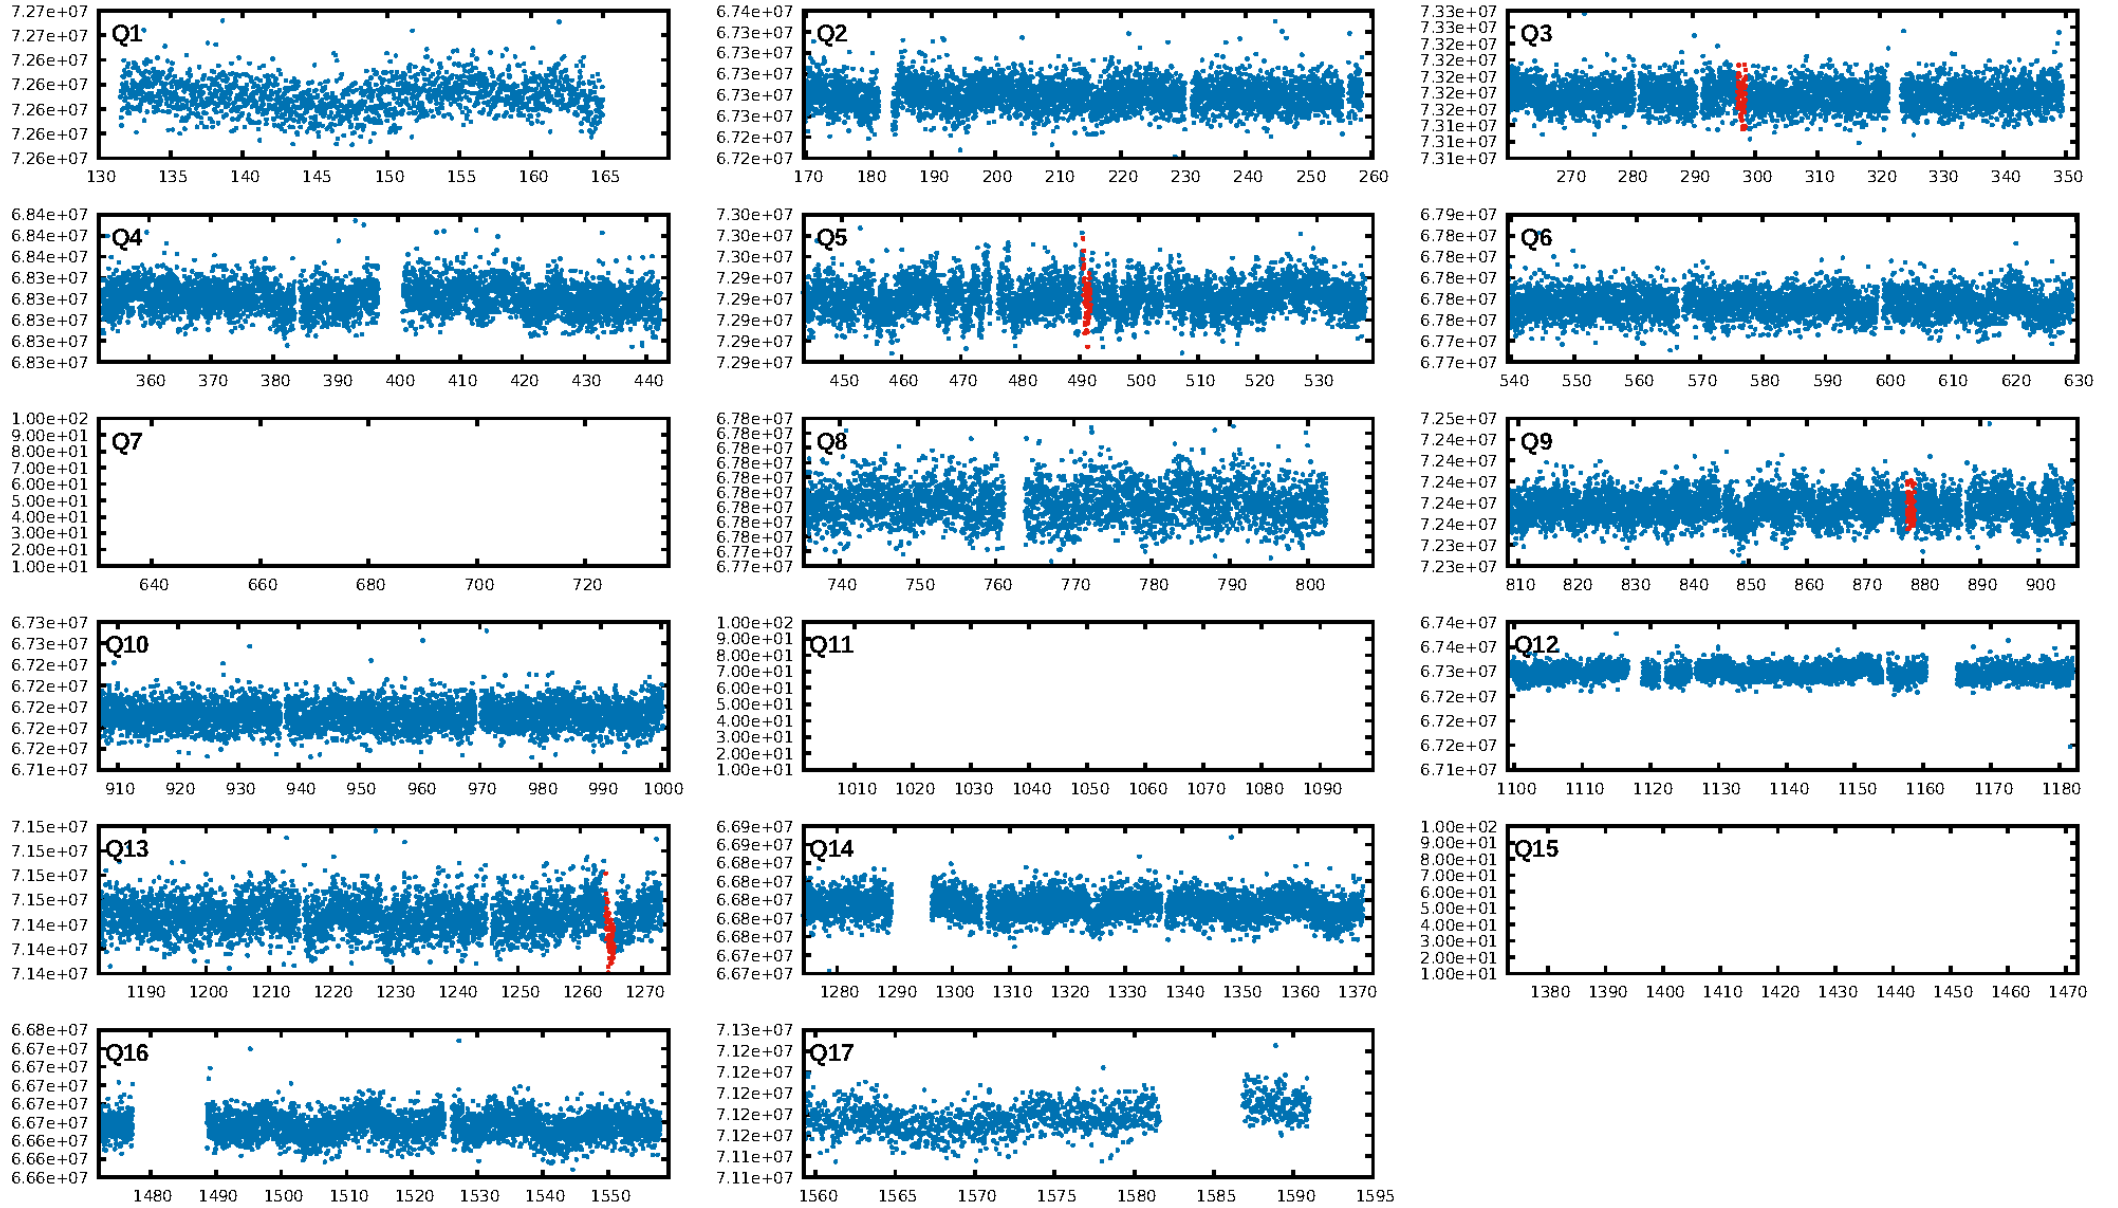 7.27e+07 7.27e+07 7.26e+07 7.26e+07 7.26e+07 7.26e+07 7.26e+07
Q1
130 135 140 145 150 155 160 165
6.74e+07 6.73e+07 6.73e+07 6.73e+07 6.73e+07 6.73e+07 6.72e+07 6.72e+07
Q2
170 180 190 200 210 220 230 240 250 260
7.33e+07 7.33e+07 7.32e+07 7.32e+07 7.32e+07 7.32e+07 7.32e+07 7.31e+07 7.31e+07 7.31e+07
Q3
270 280 290 300 310 320 330 340 350
6.84e+07 6.84e+07 6.84e+07 6.83e+07 6.83e+07 6.83e+07 6.83e+07 6.83e+07
Q4
360 370 380 390 400 410 420 430 440
7.30e+07 7.30e+07 7.30e+07 7.29e+07 7.29e+07 7.29e+07 7.29e+07 7.29e+07
Q5
450 460 470 480 490 500 510 520 530
6.79e+07 6.78e+07 6.78e+07 6.78e+07 6.78e+07 6.78e+07 6.77e+07 6.77e+07
Q6
540 550 560 570 580 590 600 610 620 630
1.00e+02 9.00e+01 8.00e+01 7.00e+01 6.00e+01 5.00e+01 4.00e+01 3.00e+01 2.00e+01 1.00e+01
Q7
640 660 680 700 720
6.78e+07 6.78e+07 6.78e+07 6.78e+07 6.78e+07 6.78e+07 6.78e+07 6.78e+07 6.78e+07 6.77e+07 6.77e+07
Q8
740 750 760 770 780 790 800
7.25e+07 7.24e+07 7.24e+07 7.24e+07 7.24e+07 7.24e+07 7.23e+07 7.23e+07
Q9
810 820 830 840 850 860 870 880 890 900
6.73e+07 6.73e+07 6.72e+07 6.72e+07 6.72e+07 6.72e+07 6.72e+07 6.71e+07
Q10
910 920 930 940 950 960 970 980 990 1000
1.00e+02 9.00e+01 8.00e+01 7.00e+01 6.00e+01 5.00e+01 4.00e+01 3.00e+01 2.00e+01 1.00e+01
Q11
1010 1020 1030 1040 1050 1060 1070 1080 1090
6.74e+07 6.74e+07 6.73e+07 6.72e+07 6.72e+07 6.72e+07 6.71e+07
Q12
1100 1110 1120 1130 1140 1150 1160 1170 1180
7.15e+07 7.15e+07 7.15e+07 7.15e+07 7.14e+07 7.14e+07 7.14e+07
Q13
1190 1200 1210 1220 1230 1240 1250 1260 1270
6.69e+07 6.69e+07 6.68e+07 6.68e+07 6.68e+07 6.68e+07 6.68e+07 6.67e+07 6.67e+07
Q14
1280 1290 1300 1310 1320 1330 1340 1350 1360 1370
1.00e+02 9.00e+01 8.00e+01 7.00e+01 6.00e+01 5.00e+01 4.00e+01 3.00e+01 2.00e+01 1.00e+01
Q15
1380 1390 1400 1410 1420 1430 1440 1450 1460 1470
6.68e+07 6.67e+07 6.67e+07 6.67e+07 6.67e+07 6.67e+07 6.66e+07 6.66e+07 6.66e+07
Q16
1480 1490 1500 1510 1520 1530 1540 1550
7.13e+07 7.12e+07 7.12e+07 7.12e+07 7.12e+07 7.12e+07 7.11e+07 7.11e+07
Q17
1560 1565 1570 1575 1580 1585 1590 1595